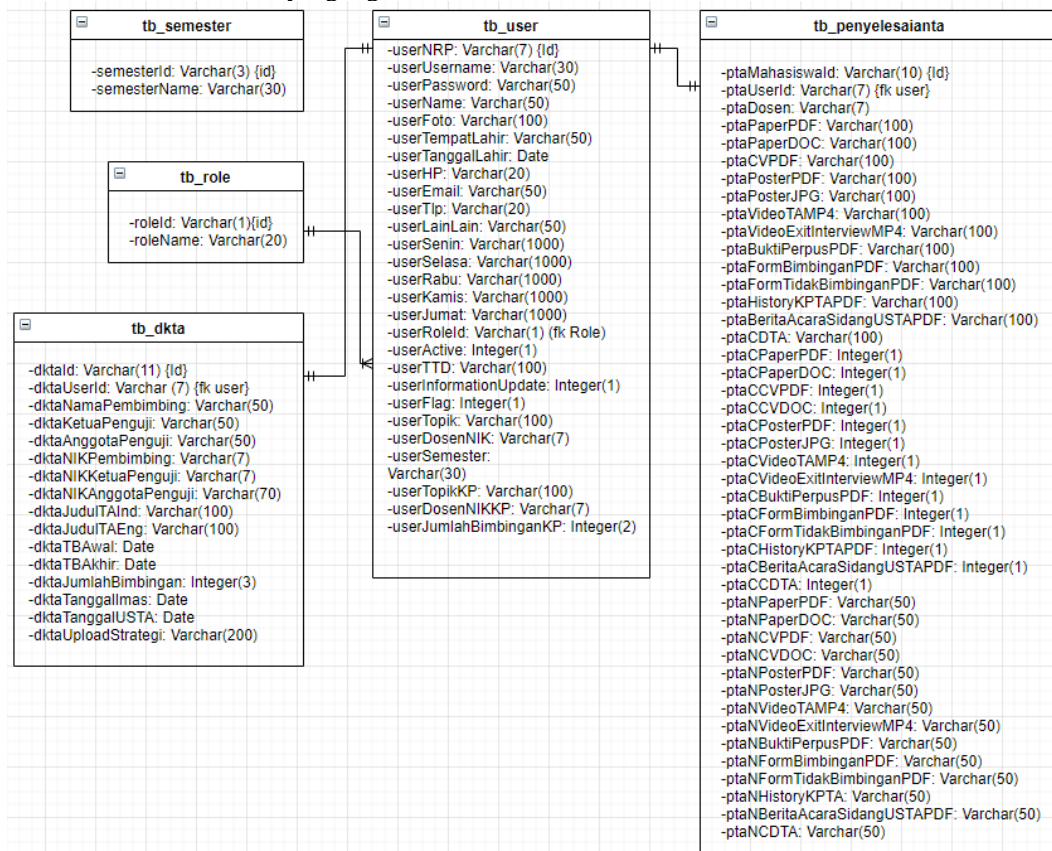 tb_semester
-semesterId: Varchar(3) {id}
-semesterName: Varchar(30)
tb_role
-roleId: Varchar(1){id}
-roleName: Varchar(20)
tb_dkta
-dktaId: Varchar(11) {Id}
-dktaUserId: Varchar (7) {fk user}
-dktaNamaPembimbing: Varchar(50)
-dktaKetuaPenguji: Varchar(50)
-dktaAnggotaPenguji: Varchar(50)
-dktaNIKPembimbing: Varchar(7)
-dktaNIKKetuaPenguji: Varchar(7)
-dktaNIKAnggotaPenguji: Varchar(70)
-dktaJudulTAInd: Varchar(100)
-dktaJudulTAEng: Varchar(100)
-dktaTBAwal: Date
-dktaTBAkhir: Date
-dktaJumlahBimbingan: Integer(3)
-dktaTanggalImas: Date
-dktaTanggalUSTA: Date
-dktaUploadStrategi: Varchar(200)
tb_user
-userNRP: Varchar(7) {Id}
-userUsername: Varchar(30)
-userPassword: Varchar(50)
-userName: Varchar(50)
-userFoto: Varchar(100)
-userTempatLahir: Varchar(50)
-userTanggalLahir: Date
-userHP: Varchar(20)
-userEmail: Varchar(50)
-userTlp: Varchar(20)
-userLainLain: Varchar(50)
-userSenin: Varchar(1000)
-userSelasa: Varchar(1000)
-userRabu: Varchar(1000)
-userKamis: Varchar(1000)
-userJumat: Varchar(1000)
-userRoleId: Varchar(1) (fk Role)
-userActive: Integer(1)
-userTTD: Varchar(100)
-userInformationUpdate: Integer(1)
-userFlag: Integer(1)
-userTopik: Varchar(100)
-userDosenNIK: Varchar(7)
-userSemester:
Varchar(30)
-userTopikKP: Varchar(100)
-userDosenNIKKP: Varchar(7)
-userJumlahBimbinganKP: Integer(2)
tb_penyelesaianta
-ptaMahasiswaId: Varchar(10) {Id}
-ptaUserId: Varchar(7) {fk user}
-ptaDosen: Varchar(7)
-ptaPaperPDF: Varchar(100)
-ptaPaperDOC: Varchar(100)
-ptaCVPDF: Varchar(100)
-ptaPosterPDF: Varchar(100)
-ptaPosterJPG: Varchar(100)
-ptaVideoTAMP4: Varchar(100)
-ptaVideoExitInterviewMP4: Varchar(100)
-ptaBuktiPerpusPDF: Varchar(100)
-ptaFormBimbinganPDF: Varchar(100)
-ptaFormTidakBimbinganPDF: Varchar(100)
-ptaHistoryKPTAPDF: Varchar(100)
-ptaBeritaAcaraSidangUSTAPDF: Varchar(100)
-ptaCDTA: Varchar(100)
-ptaCPaperPDF: Integer(1)
-ptaCPaperDOC: Integer(1)
-ptaCCVPDF: Integer(1)
-ptaCCVDOC: Integer(1)
-ptaCPosterPDF: Integer(1)
-ptaCPosterJPG: Integer(1)
-ptaCVideoTAMP4: Integer(1)
-ptaCVideoExitInterviewMP4: Integer(1)
-ptaCBuktiPerpusPDF: Integer(1)
-ptaCFormBimbinganPDF: Integer(1)
-ptaCFormTidakBimbinganPDF: Integer(1)
-ptaCHistoryKPTAPDF: Integer(1)
-ptaCBeritaAcaraSidangUSTAPDF: Integer(1)
-ptaCCDTA: Integer(1)
-ptaNPaperPDF: Varchar(50)
-ptaNPaperDOC: Varchar(50)
-ptaNCVPDF: Varchar(50)
-ptaNCVDOC: Varchar(50)
-ptaNPosterPDF: Varchar(50)
-ptaNPosterJPG: Varchar(50)
-ptaNVideoTAMP4: Varchar(50)
-ptaNVideoExitInterviewMP4: Varchar(50)
-ptaNBuktiPerpusPDF: Varchar(50)
-ptaNFormBimbinganPDF: Varchar(50)
-ptaNFormTidakBimbinganPDF: Varchar(50)
-ptaNHistoryKPTA: Varchar(50)
-ptaNBeritaAcaraSidangUSTAPDF: Varchar(50)
-ptaNCDTA: Varchar(50)